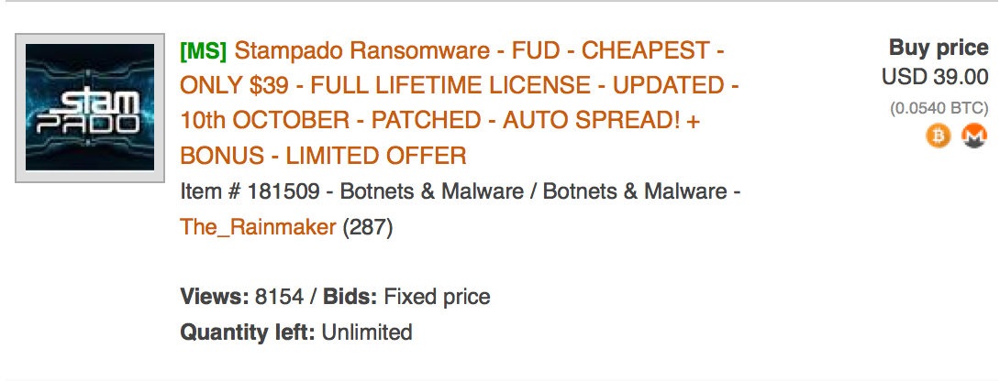 stam
PADO
[MS] Stampado Ransomware - FUD - CHEAPEST -
ONLY $39 - FULL LIFETIME LICENSE - UPDATED -
10th OCTOBER - PATCHED - AUTO SPREAD! +
BONUS - LIMITED OFFER
Item # 181509 - Botnets & Malware / Botnets & Malware -
The_Rainmaker (287)
Views: 8154 / Bids: Fixed price
Quantity left: Unlimited
Buy price
USD 39.00
(0.0540 BTC)